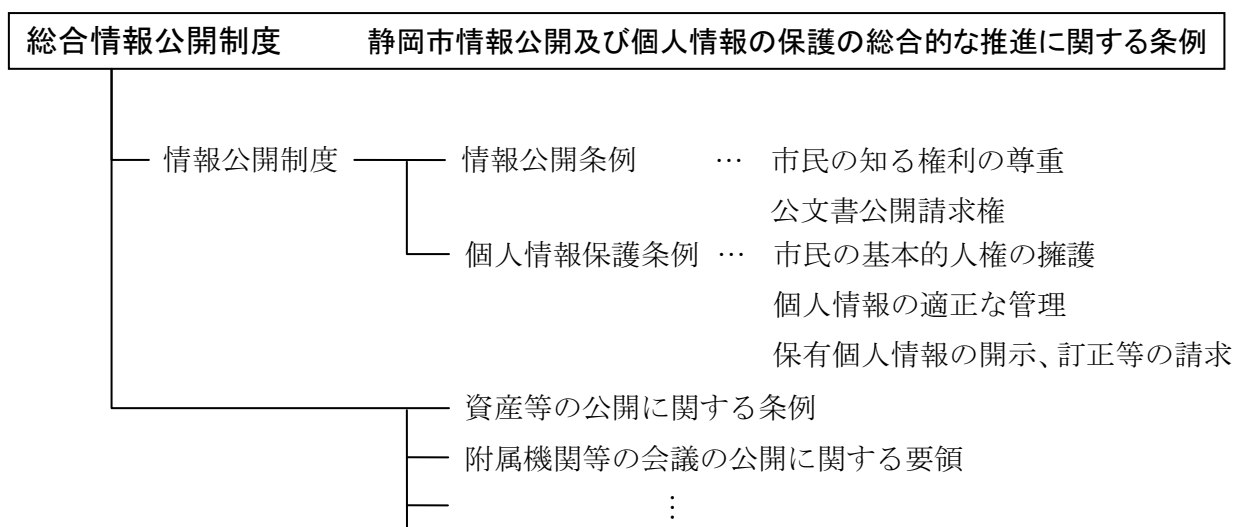 総合情報公開制度 静岡市情報公開及び個人情報の保護の総合的な推進に関する条例
情報公開制度 情報公開条例 … 市民の知る権利の尊重
公文書公開請求権
個人情報保護条例 … 市民の基本的人権の擁護
個人情報の適正な管理
保有個人情報の開示、訂正等の請求
資産等の公開に関する条例
附属機関等の会議の公開に関する要領
⋮